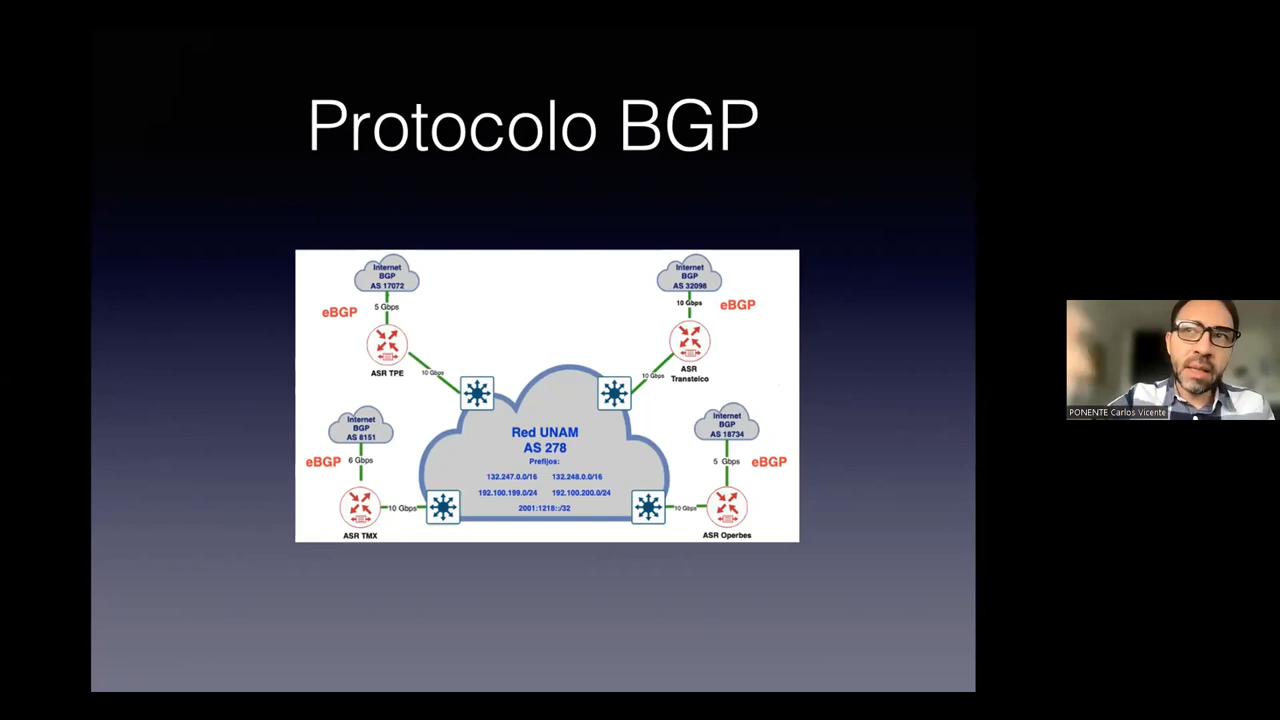 Protocolo BGP
Internet
BGP
AS 17072
5 Gbps
eBGP
ASR TPE
10 Gbps
Internet
BGP
AS 32098
10 Gbps
eBGP
ASR
Transtelco
10 Gbps
Internet
BGP
AS 8151
eBGP
6 Gbps
ASR TMX
10 Gbps
Red UNAM
AS 278
Prefijos:
132.247.0.0/16 132.248.0.0/16
192.100.199.0/24 192.100.200.0/24
2001:1218::/32
Internet
BGP
AS 18734
5 Gbps
eBGP
10 Gbps
ASR Operbes
PONENTE Carlos Vicente